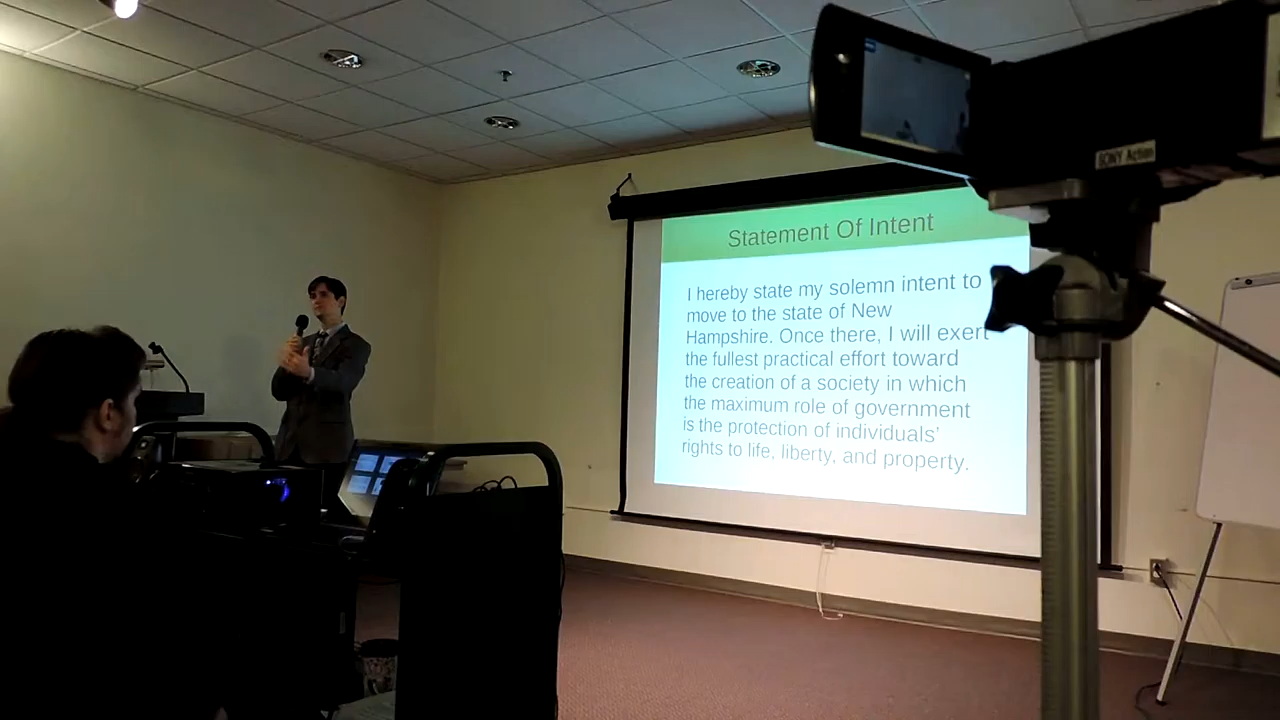 SONY Action
Statement Of Intent
I hereby state my solemn intent to
move to the state of New
Hampshire. Once there, I will exert
the fullest practical effort toward
the creation of a society in which
the maximum role of government
is the protection of individuals'
rights to life, liberty, and property.